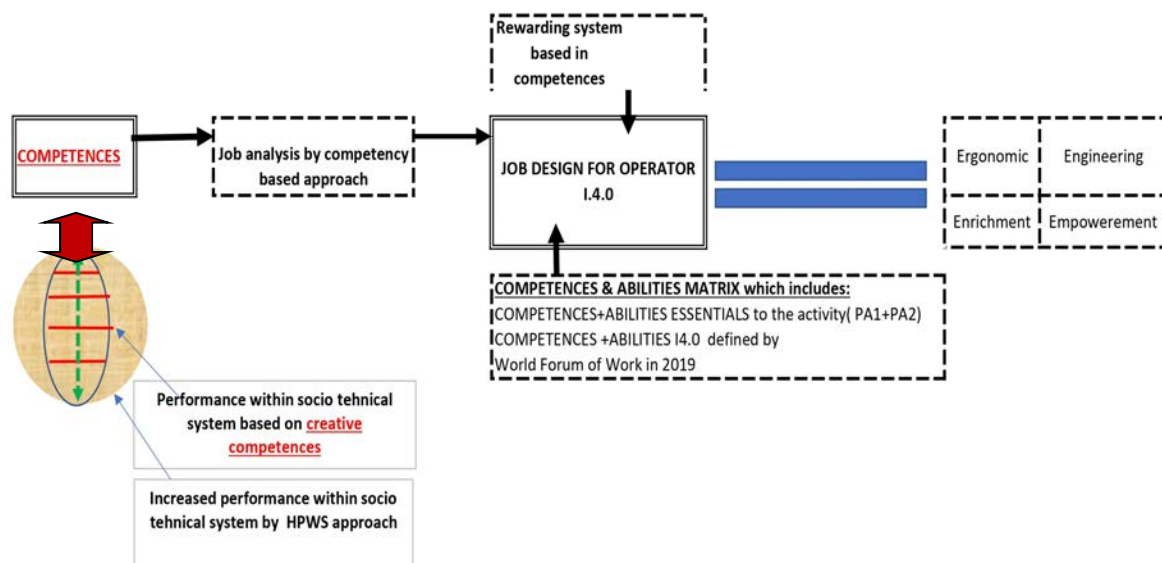 Rewarding system
based in
competences
COMPETENCES
Job analysis by competency
based approach
JOB DESIGN FOR OPERATOR
I.4.0
Ergonomic
Engineering
Enrichment
Empowerement
COMPETENCES & ABILITIES MATRIX which includes:
COMPETENCES+ABILITIES ESSENTIALS to the activity( PA1+PA2)
COMPETENCES +ABILITIES I4.0 defined by
World Forum of Work in 2019
Performance within socio tehnical
system based on creative
competences
Increased performance within socio
tehnical system by HPWS approach